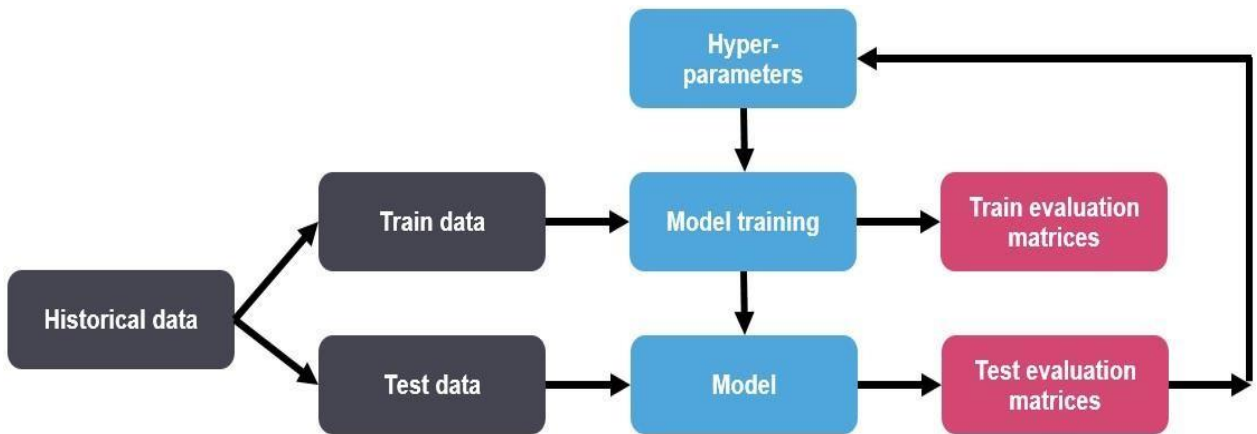 Hyper-
parameters
Train data
Model training
Train evaluation
matrices
Historical data
Test data
Model
Test evaluation
matrices